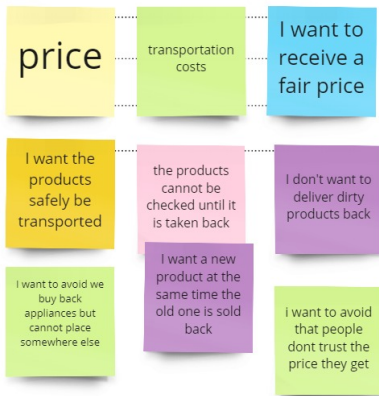 price
transportation
costs
I want to
receive a
fair price
I want the
products
safely be
transported
the products
cannot be
checked until it
is taken back
I don't want to
deliver dirty
products back
I want to avoid we
buy back
appliances but
cannot place
somewhere else
I want a new
product at the
same time the
old one is sold
back
i want to avoid
that people
dont trust the
price they get